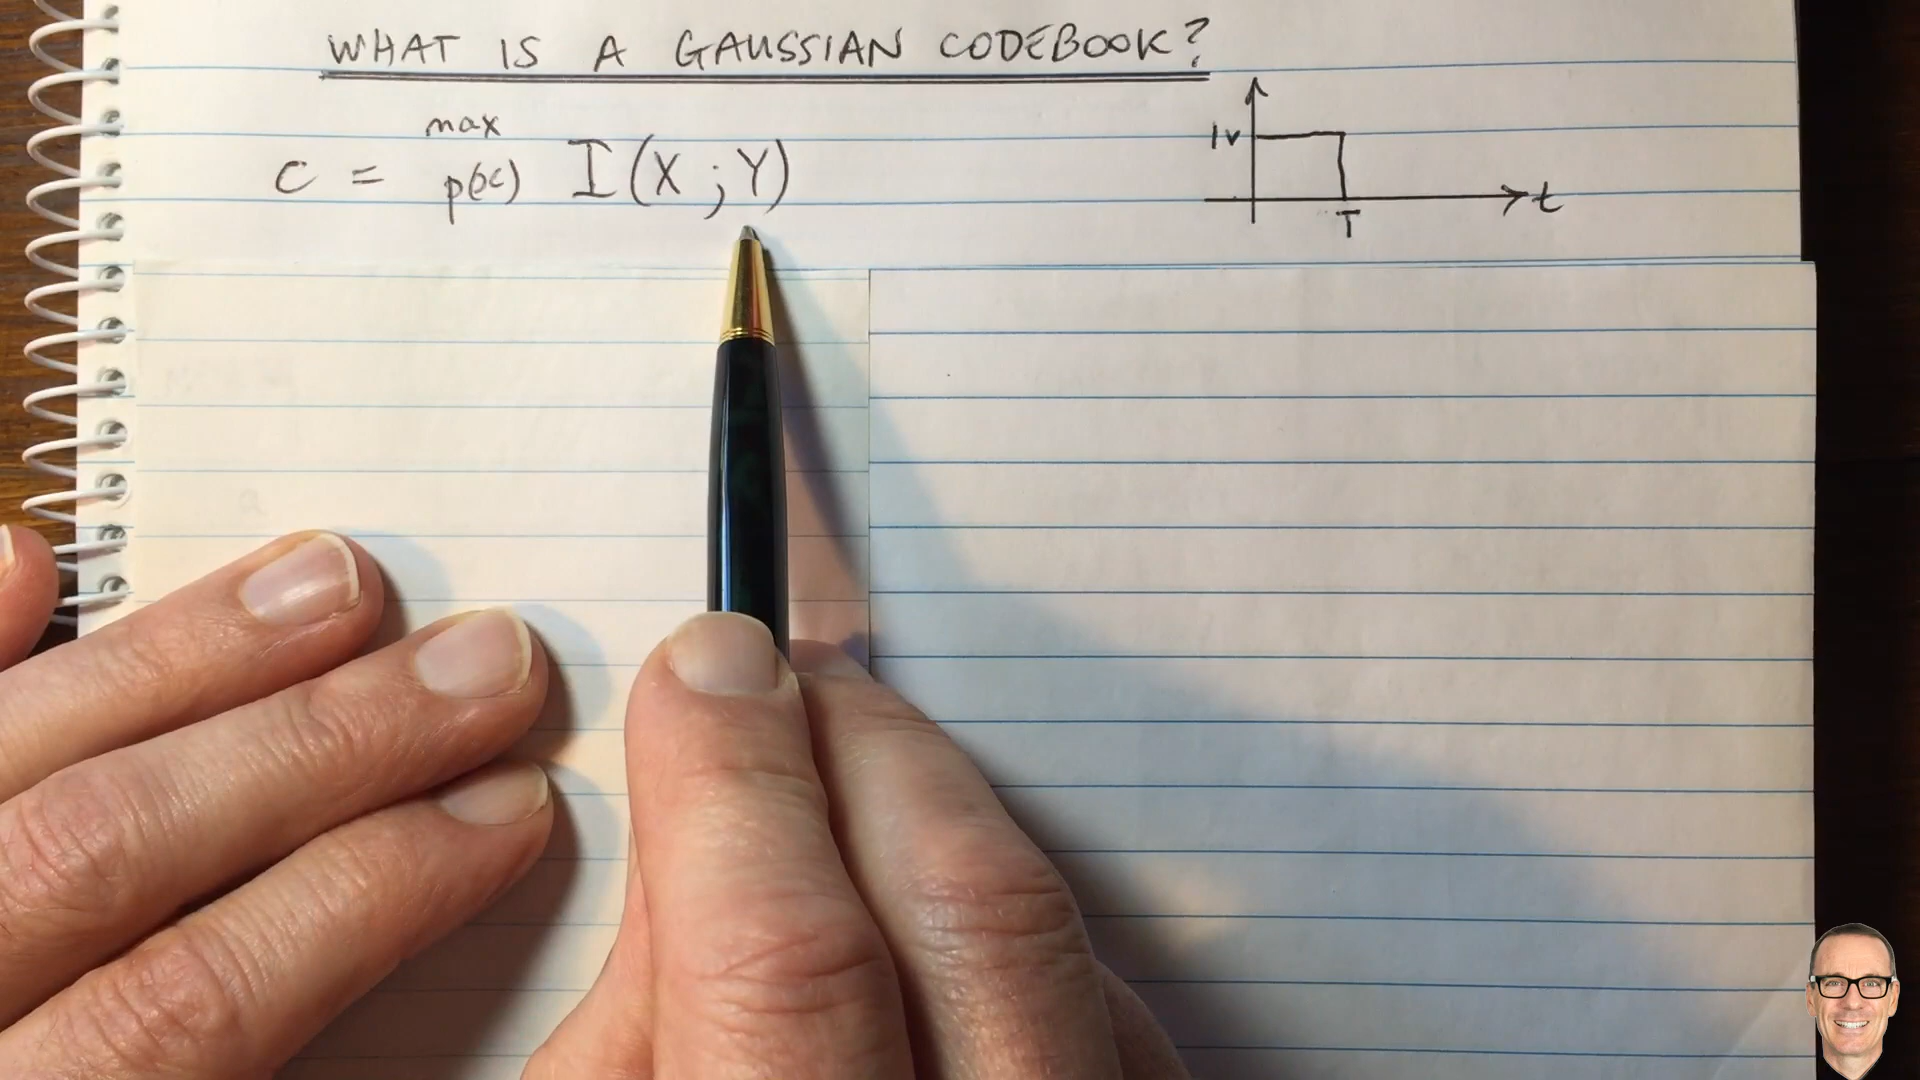 WHAT IS A GAUSSIAN CODEBOOK?
max
C = p(x) I(X;Y)
1v
t
T